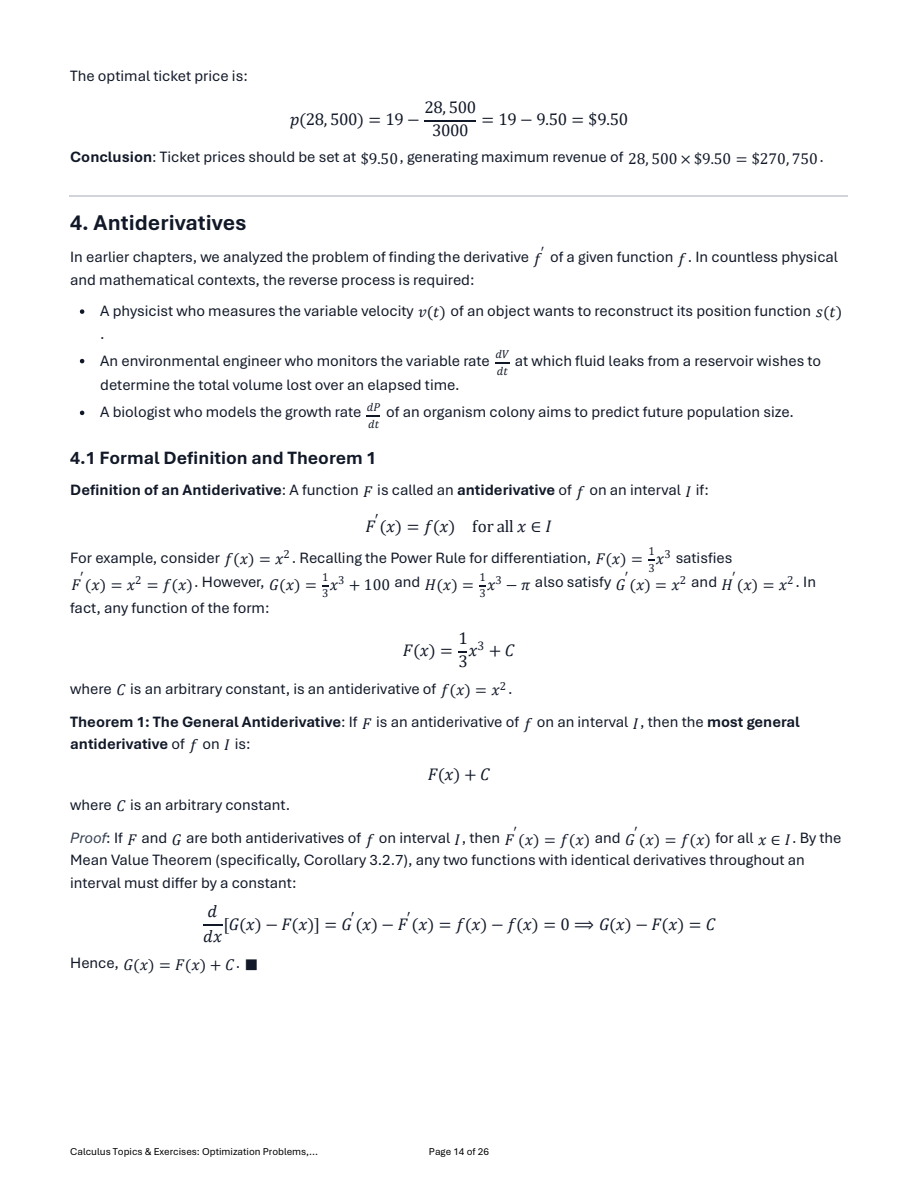 The optimal ticket price is:
p(28,500) = 19 − 28,500/3000 = 19 − 9.50 = $9.50
Conclusion: Ticket prices should be set at $9.50, generating maximum revenue of 28,500 × $9.50 = $270,750.
4. Antiderivatives
In earlier chapters, we analyzed the problem of finding the derivative f′ of a given function f. In countless physical
and mathematical contexts, the reverse process is required:
• A physicist who measures the variable velocity v(t) of an object wants to reconstruct its position function s(t)
.
• An environmental engineer who monitors the variable rate dV/dt at which fluid leaks from a reservoir wishes to
determine the total volume lost over an elapsed time.
• A biologist who models the growth rate dP/dt of an organism colony aims to predict future population size.
4.1 Formal Definition and Theorem 1
Definition of an Antiderivative: A function F is called an antiderivative of f on an interval I if:
F′(x) = f(x) for all x ∈ I
For example, consider f(x) = x². Recalling the Power Rule for differentiation, F(x) = 1/3 x³ satisfies
F′(x) = x² = f(x). However, G(x) = 1/3 x³ + 100 and H(x) = 1/3 x³ − π also satisfy G′(x) = x² and H′(x) = x². In
fact, any function of the form:
F(x) = 1/3 x³ + C
where C is an arbitrary constant, is an antiderivative of f(x) = x².
Theorem 1: The General Antiderivative: If F is an antiderivative of f on an interval I, then the most general
antiderivative of f on I is:
F(x) + C
where C is an arbitrary constant.
Proof: If F and G are both antiderivatives of f on interval I, then F′(x) = f(x) and G′(x) = f(x) for all x ∈ I. By the
Mean Value Theorem (specifically, Corollary 3.2.7), any two functions with identical derivatives throughout an
interval must differ by a constant:
d/dx [G(x) − F(x)] = G′(x) − F′(x) = f(x) − f(x) = 0 ⟹ G(x) − F(x) = C
Hence, G(x) = F(x) + C. ■
Calculus Topics & Exercises: Optimization Problems,... Page 14 of 26